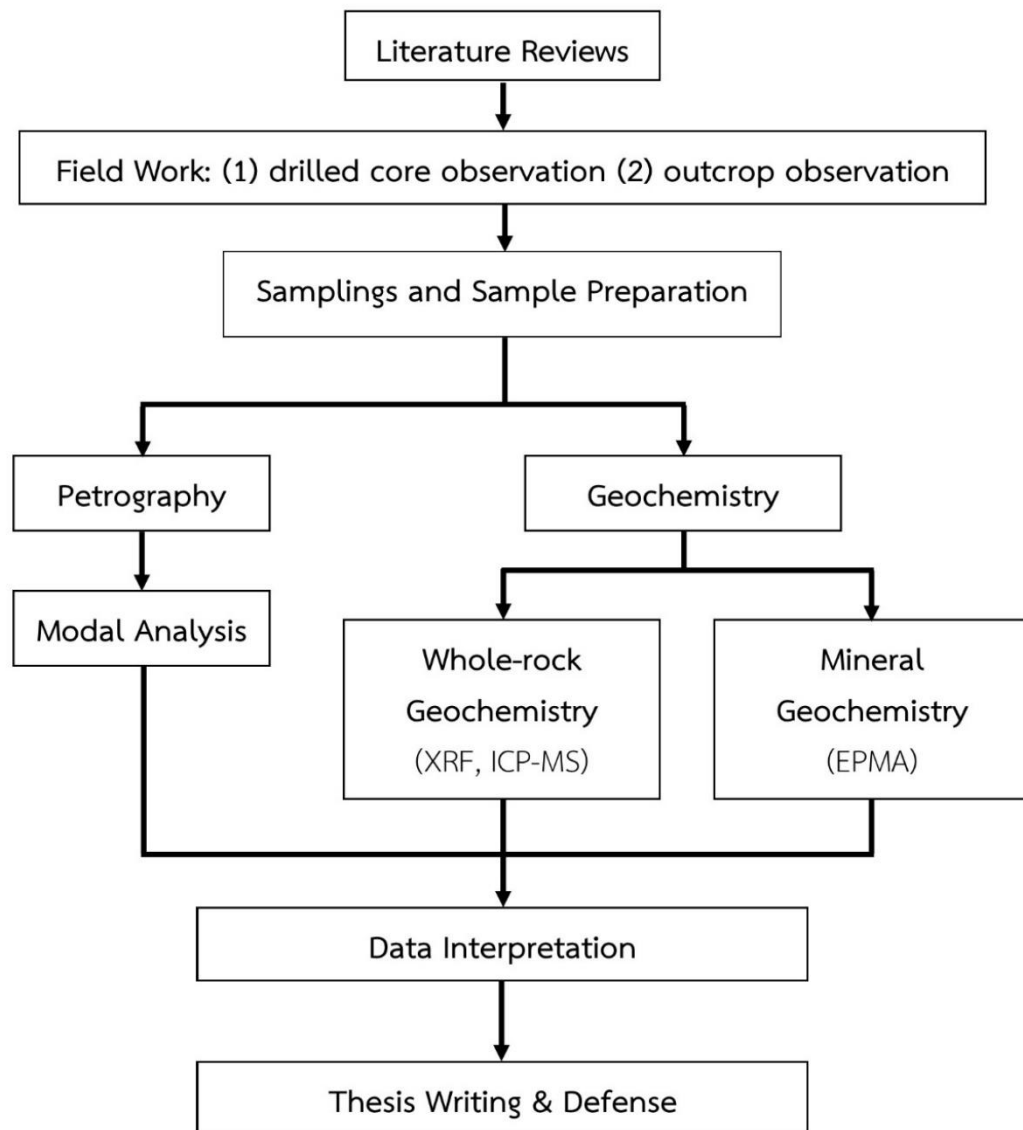 Literature Reviews
Field Work: (1) drilled core observation (2) outcrop observation
Samplings and Sample Preparation
Petrography
Geochemistry
Modal Analysis
Whole-rock
Geochemistry
(XRF, ICP-MS)
Mineral
Geochemistry
(EPMA)
Data Interpretation
Thesis Writing & Defense